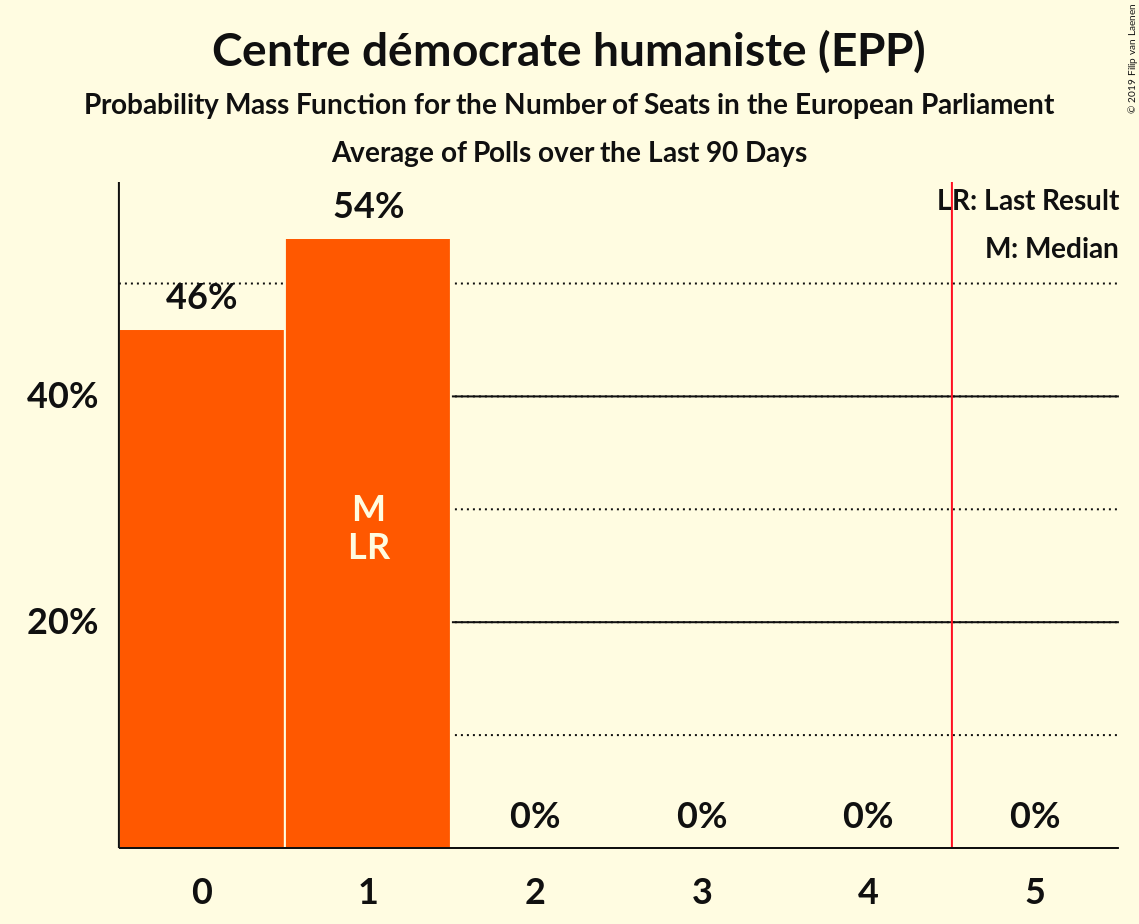 Centre démocrate humaniste (EPP)
Probability Mass Function for the Number of Seats in the European Parliament
Average of Polls over the Last 90 Days
© 2019 Filip van Laenen
LR: Last Result
M: Median
54%
46%
40%
20%
M
LR
0% 0% 0% 0%
0 1 2 3 4 5